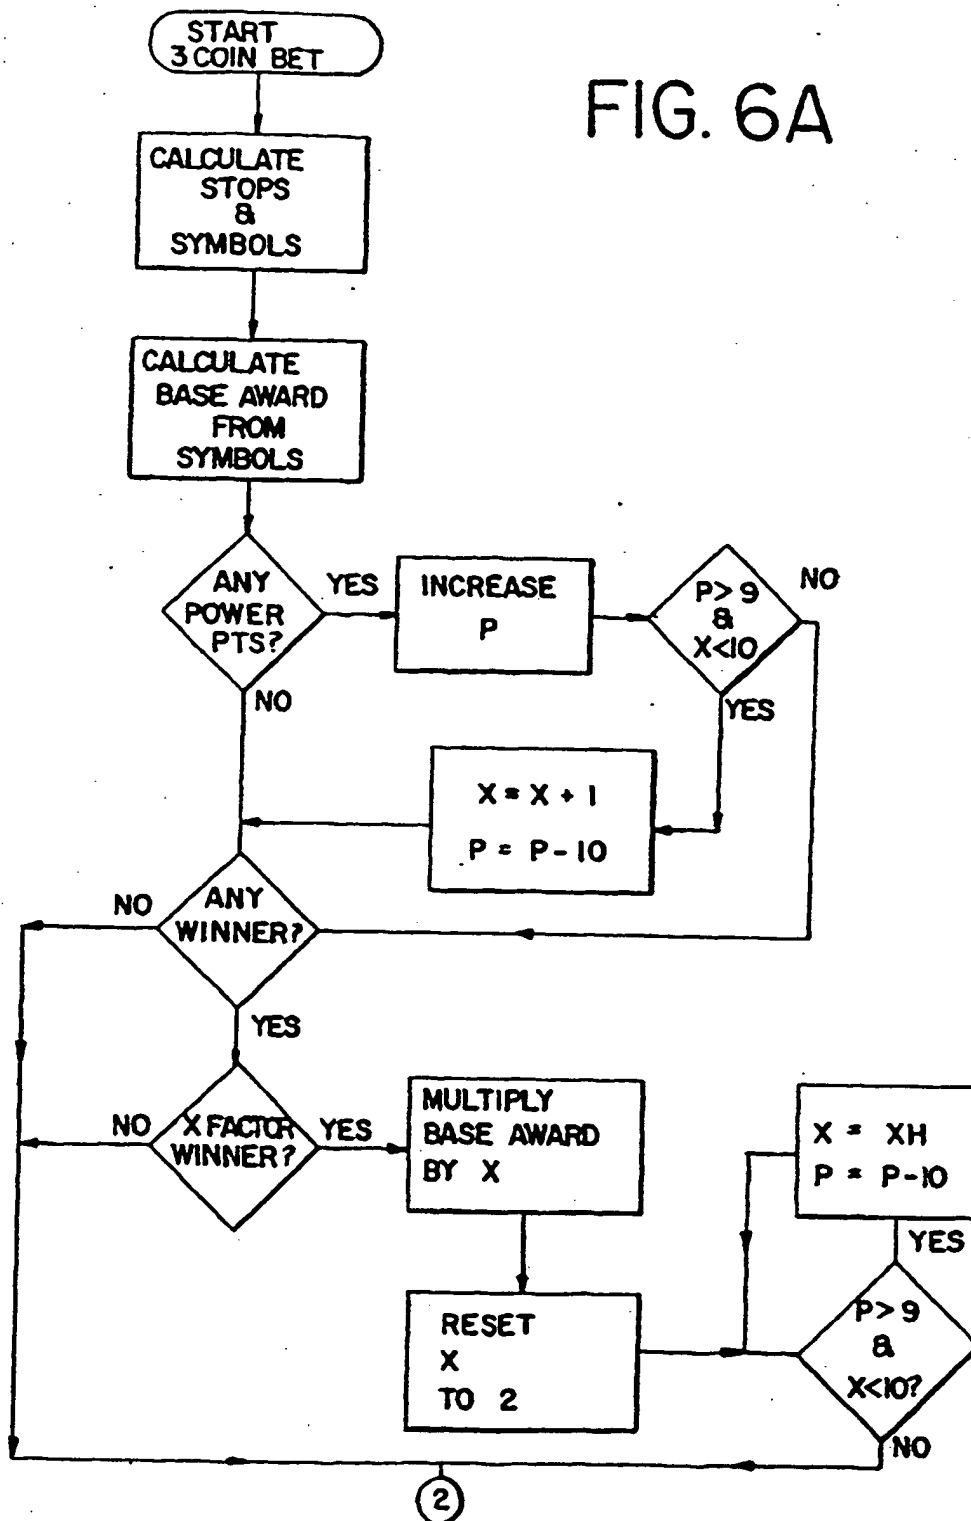 START
3 COIN BET
FIG. 6A
CALCULATE
STOPS
&
SYMBOLS
CALCULATE
BASE AWARD
FROM
SYMBOLS
ANY
POWER
PTS?
YES
INCREASE
P
P>9
&
X<10
NO
NO
YES
X = X + 1
P = P-10
ANY
WINNER?
NO
YES
X FACTOR
WINNER?
NO
YES
MULTIPLY
BASE AWARD
BY X
X = XH
P = P-10
YES
RESET
X
TO 2
P>9
&
X<10?
NO
2